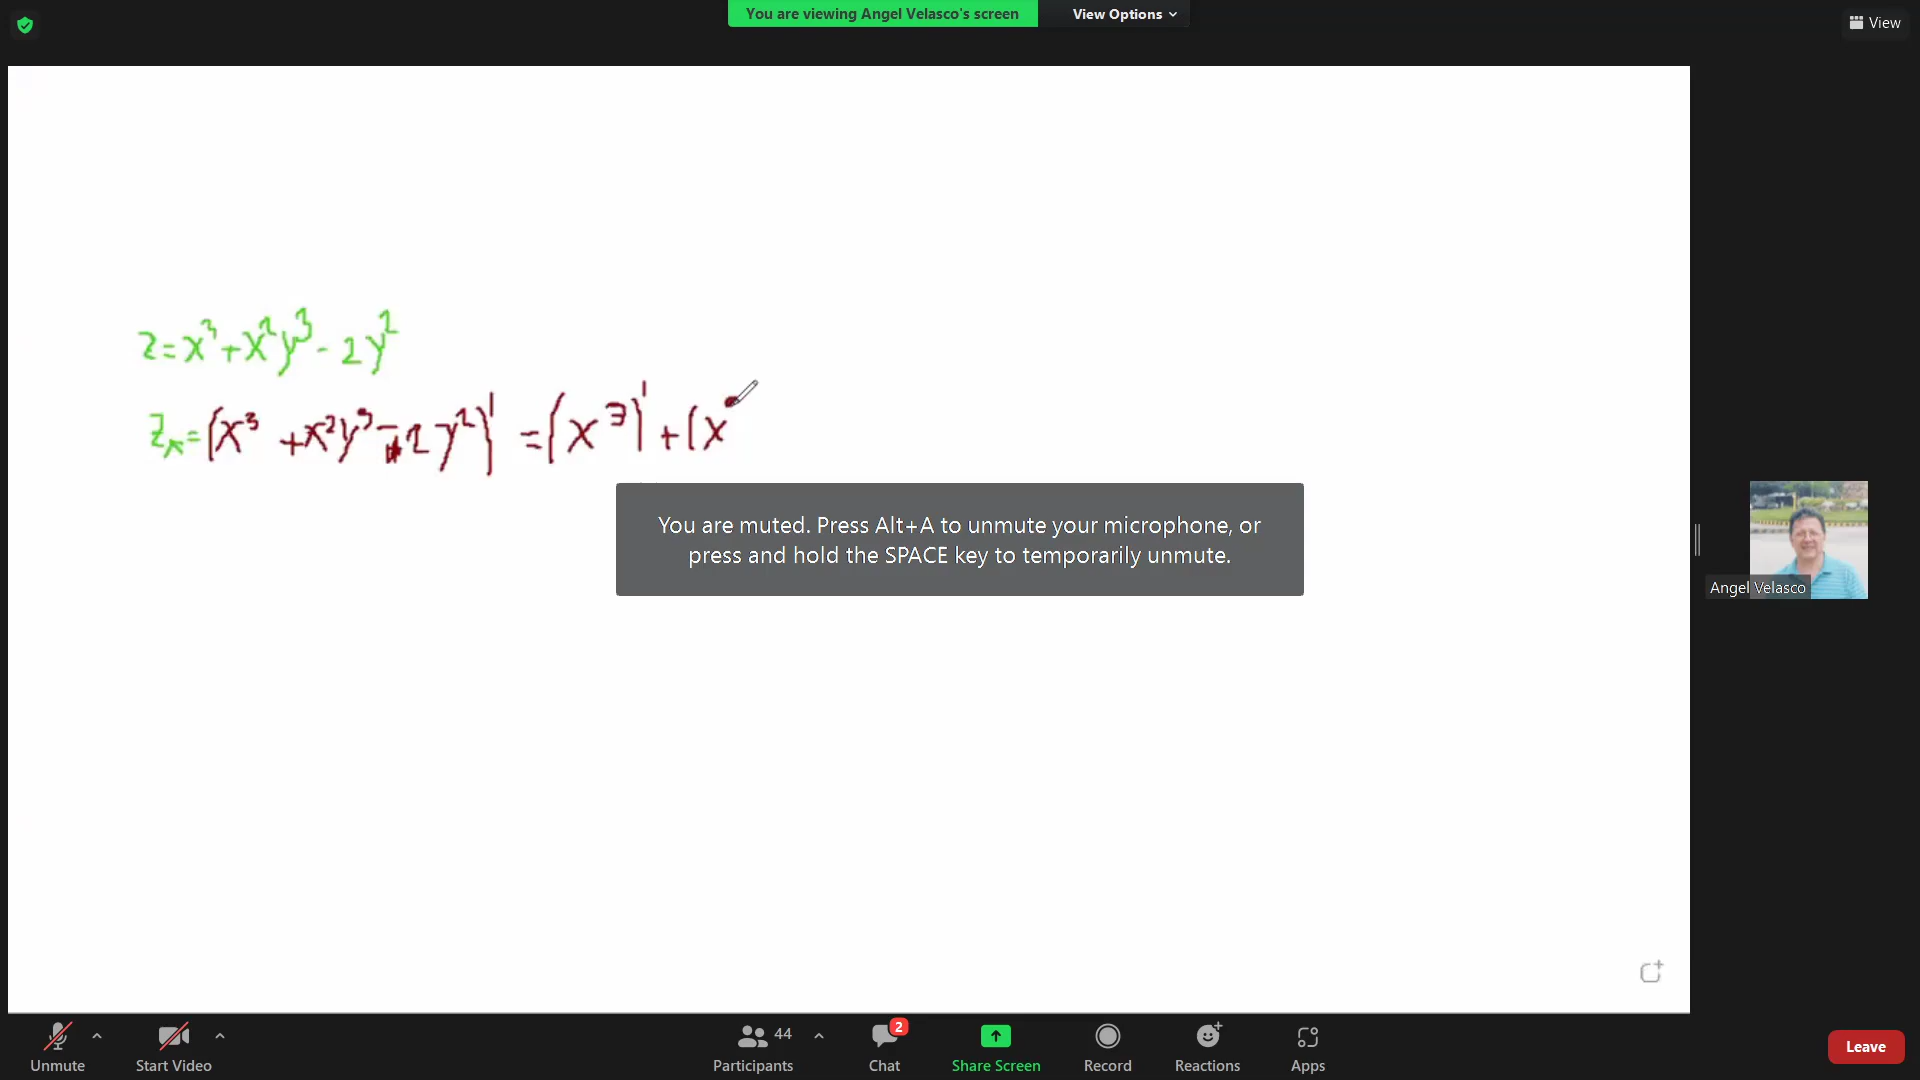 You are viewing Angel Velasco's screen
View Options
View
z=x³+x²y³-2y²
Zx=(x³ +x²y³-2y²)' =(x³)'+(x
You are muted. Press Alt+A to unmute your microphone, or
press and hold the SPACE key to temporarily unmute.
Angel Velasco
Unmute
Start Video
44
Participants
2
Chat
Share Screen
Record
Reactions
Apps
Leave